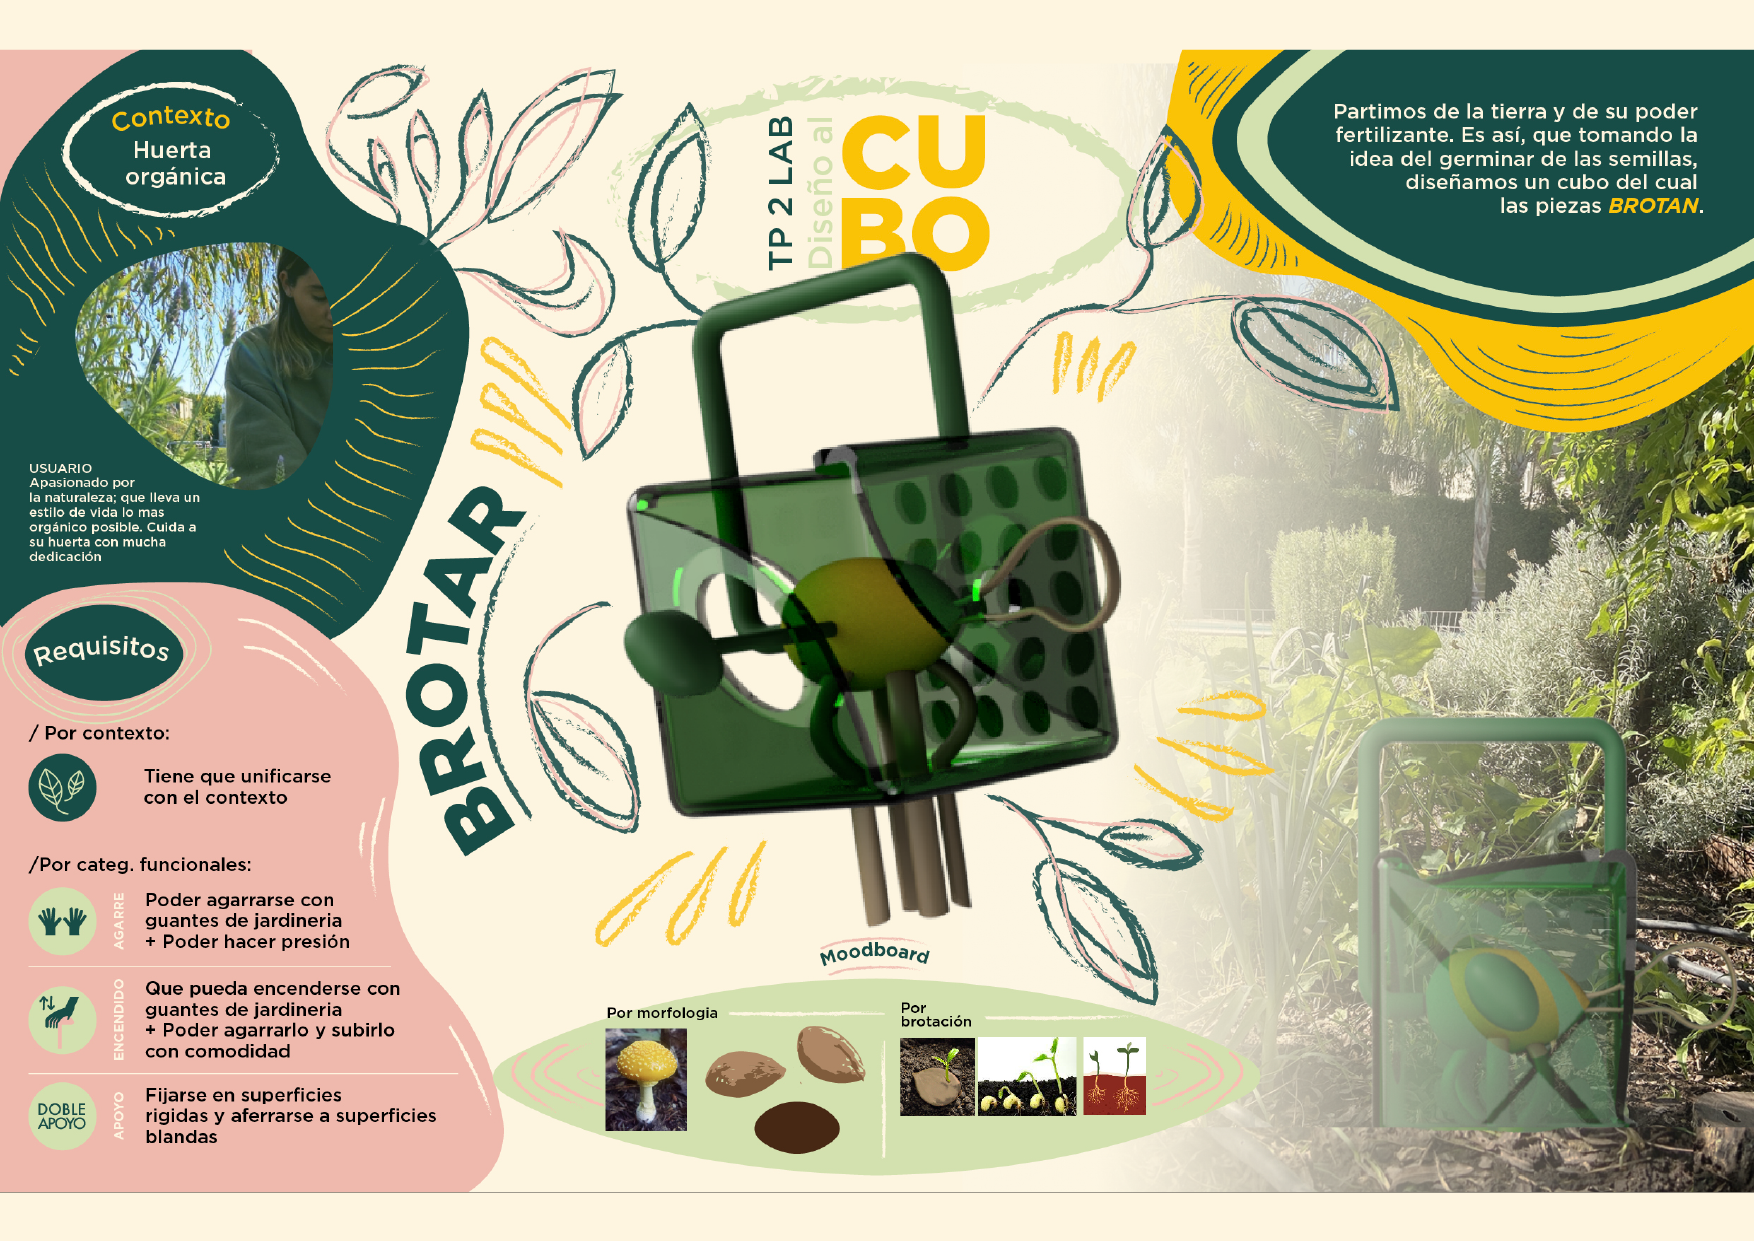 Contexto
Huerta
orgánica
USUARIO
Apasionado por
la naturaleza; que lleva un
estilo de vida lo mas
orgánico posible. Cuida a
su huerta con mucha
dedicación
Requisitos
/ Por contexto:
Tiene que unificarse
con el contexto
/Por categ. funcionales:
AGARRE
Poder agarrarse con
guantes de jardineria
+ Poder hacer presión
ENCENDIDO
Que pueda encenderse con
guantes de jardineria
+ Poder agarrarlo y subirlo
con comodidad
DOBLE
APOYO
APOYO
Fijarse en superficies
rigidas y aferrarse a superficies
blandas
BROTAR
TP 2 LAB
Diseño al
CU
BO
Moodboard
Por morfologia
Por
brotación
Partimos de la tierra y de su poder
fertilizante. Es así, que tomando la
idea del germinar de las semillas,
diseñamos un cubo del cual
las piezas BROTAN.